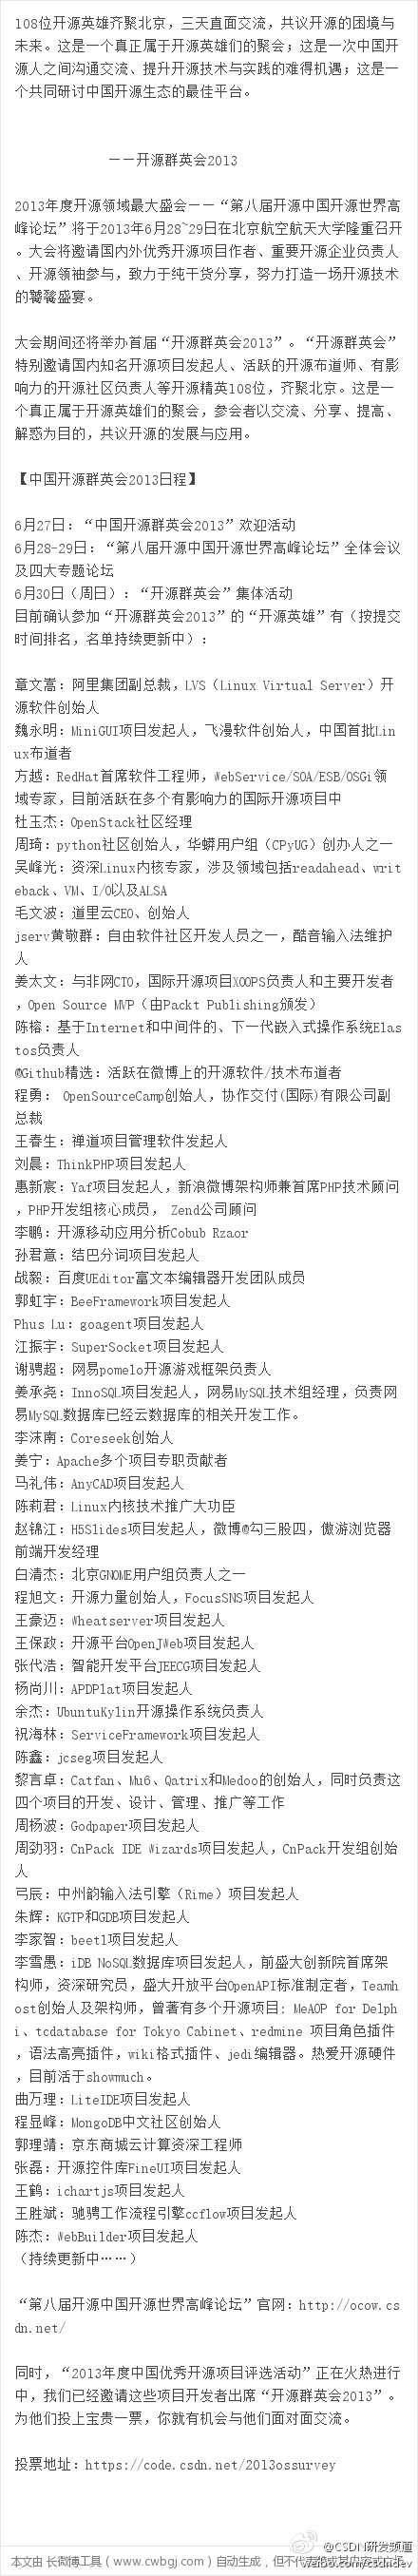 108位开源英雄齐聚北京，三天直面交流，共议开源的困境与
未来。这是一个真正属于开源英雄们的聚会；这是一次中国开
源人之间沟通交流、提升开源技术与实践的难得机遇；这是一
个共同研讨中国开源生态的最佳平台。
——开源群英会2013
2013年度开源领域最大盛会——“第八届开源中国开源世界高
峰论坛”将于2013年6月28~29日在北京航空航天大学隆重召开
。大会将邀请国内外优秀开源项目作者、重要开源企业负责人
、开源领袖参与，致力于纯干货分享，努力打造一场开源技术
的饕餮盛宴。
大会期间还将举办首届“开源群英会2013”。“开源群英会”
特别邀请国内知名开源项目发起人、活跃的开源布道师、有影
响力的开源社区负责人等开源精英108位，齐聚北京。这是一
个真正属于开源英雄们的聚会，参会者以交流、分享、提高、
解惑为目的，共议开源的发展与应用。
【中国开源群英会2013日程】
6月27日：“中国开源群英会2013”欢迎活动
6月28-29日：“第八届开源中国开源世界高峰论坛”全体会议
及四大专题论坛
6月30日（周日）：“开源群英会”集体活动
目前确认参加“开源群英会2013”的“开源英雄”有（按提交
时间排名，名单持续更新中）：
章文嵩：阿里集团副总裁，LVS（Linux Virtual Server）开
源软件创始人
魏永明：MiniGUI项目发起人，飞漫软件创始人，中国首批Lin
ux布道者
方越：RedHat首席软件工程师，WebService/SOA/ESB/OSGi领
域专家，目前活跃在多个有影响力的国际开源项目中
杜玉杰：OpenStack社区经理
周琦：python社区创始人，华蟒用户组（CPyUG）创办人之一
吴峰光：资深Linux内核专家，涉及领域包括readahead、writ
eback、VM、I/O以及ALSA
毛文波：道里云CEO、创始人
jserv黄敬群：自由软件社区开发人员之一，酷音输入法维护
人
姜太文：与非网CTO，国际开源项目XOOPS负责人和主要开发者
，Open Source MVP（由Packt Publishing颁发）
陈榕：基于Internet和中间件的、下一代嵌入式操作系统Elas
tos负责人
@Github精选：活跃在微博上的开源软件/技术布道者
程勇： OpenSourceCamp创始人，协作交付(国际)有限公司副
总裁
王春生：禅道项目管理软件发起人
刘晨：ThinkPHP项目发起人
惠新宸：Yaf项目发起人，新浪微博架构师兼首席PHP技术顾问
，PHP开发组核心成员， Zend公司顾问
李鹏：开源移动应用分析Cobub Rzaor
孙君意：结巴分词项目发起人
战毅：百度UEditor富文本编辑器开发团队成员
郭虹宇：BeeFramework项目发起人
Phus Lu：goagent项目发起人
江振宇：SuperSocket项目发起人
谢骋超：网易pomelo开源游戏框架负责人
姜承尧：InnoSQL项目发起人，网易MySQL技术组经理，负责网
易MySQL数据库已经云数据库的相关开发工作。
李沫南：Coreseek创始人
姜宁：Apache多个项目专职贡献者
马礼伟：AnyCAD项目发起人
陈莉君：Linux内核技术推广大功臣
赵锦江：H5Slides项目发起人，微博@勾三股四，傲游浏览器
前端开发经理
白清杰：北京GNOME用户组负责人之一
程旭文：开源力量创始人，FocusSNS项目发起人
王豪迈：Wheatserver项目发起人
王保政：开源平台OpenJWeb项目发起人
张代浩：智能开发平台JEECG项目发起人
杨尚川：APDPlat项目发起人
余杰：UbuntuKylin开源操作系统负责人
祝海林：ServiceFramework项目发起人
陈鑫：jcseg项目发起人
黎言卓：Catfan、Mu6、Qatrix和Medoo的创始人，同时负责这
四个项目的开发、设计、管理、推广等工作
周杨波：Godpaper项目发起人
周劲羽：CnPack IDE Wizards项目发起人，CnPack开发组创始
人
弓辰：中州韵输入法引擎（Rime）项目发起人
朱辉：KGTP和GDB项目发起人
李家智：beetl项目发起人
李雪愚：iDB NoSQL数据库项目发起人，前盛大创新院首席架
构师，资深研究员，盛大开放平台OpenAPI标准制定者，Teamh
ost创始人及架构师，曾著有多个开源项目: MeAOP for Delph
i、tcdatabase for Tokyo Cabinet、redmine 项目角色插件
，语法高亮插件，wiki格式插件、jedi编辑器。热爱开源硬件
，目前活于showmuch。
曲万理：LiteIDE项目发起人
程显峰：MongoDB中文社区创始人
郭理靖：京东商城云计算资深工程师
张磊：开源控件库FineUI项目发起人
王鹤：ichartjs项目发起人
王胜斌：驰骋工作流程引擎ccflow项目发起人
陈杰：WebBuilder项目发起人
（持续更新中……）
“第八届开源中国开源世界高峰论坛”官网：http://ocow.cs
dn.net/
同时，“2013年度中国优秀开源项目评选活动”正在火热进行
中，我们已经邀请这些项目开发者出席“开源群英会2013”。
为他们投上宝贵一票，你就有机会与他们面对面交流。
投票地址：https://code.csdn.net/2013ossurvey
@CSDN研发频道
本文由 长微博工具（www.cwbgj.com）自动生成，但不代
weibo.com/csdndev